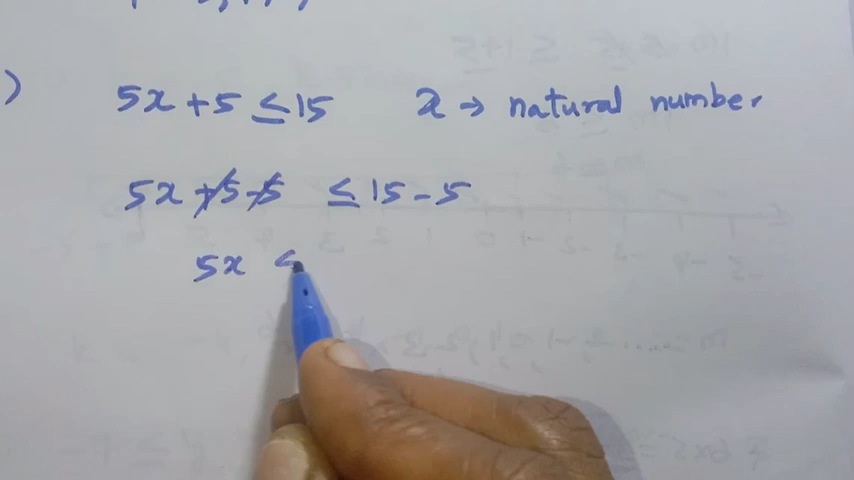 ) 5x + 5 ≤ 15 x → natural number.
5x + 5 - 5 ≤ 15 - 5
5x <